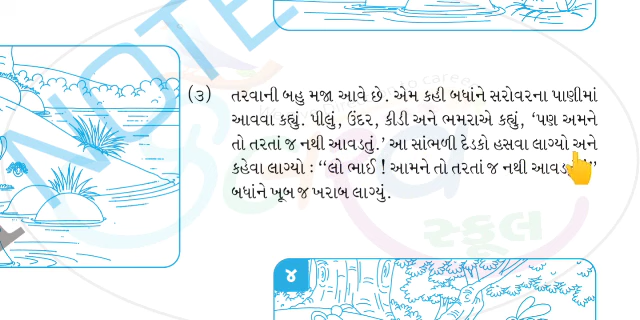 NOTE
(૩) તરવાની બહુ મજા આવે છે. એમ કહી બધાંને સરોવરના પાણીમાં
આવવા કહ્યું. પીલું, ઉંદર, કીડી અને ભમરાએ કહ્યું, ‘પણ અમને
તો તરતાં જ નથી આવડતું.’ આ સાંભળી દેડકો હસવા લાગ્યો અને
કહેવા લાગ્યો : “લો ભાઈ ! આમને તો તરતાં જ નથી
બધાંને ખૂબ જ ખરાબ લાગ્યું.
સ્કૂલ
૪